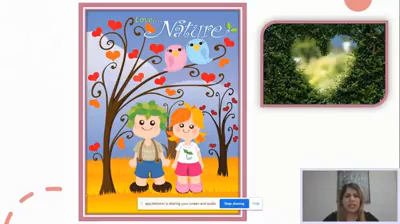 Love
Nature
is sharing your screen and audio.
Stop sharing
Hide